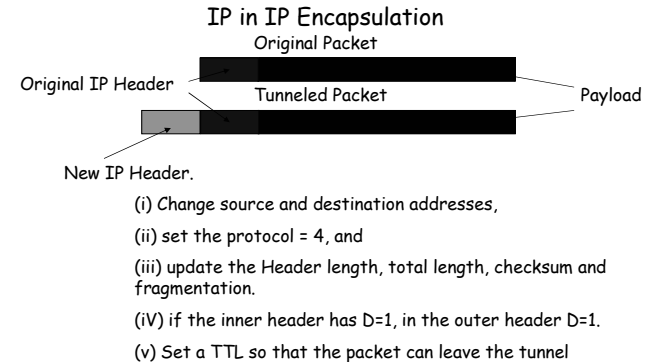 IP in IP Encapsulation
Original Packet
Original IP Header
Tunneled Packet
Payload
New IP Header.
(i) Change source and destination addresses,
(ii) set the protocol = 4, and
(iii) update the Header length, total length, checksum and
fragmentation.
(iV) if the inner header has D=1, in the outer header D=1.
(v) Set a TTL so that the packet can leave the tunnel